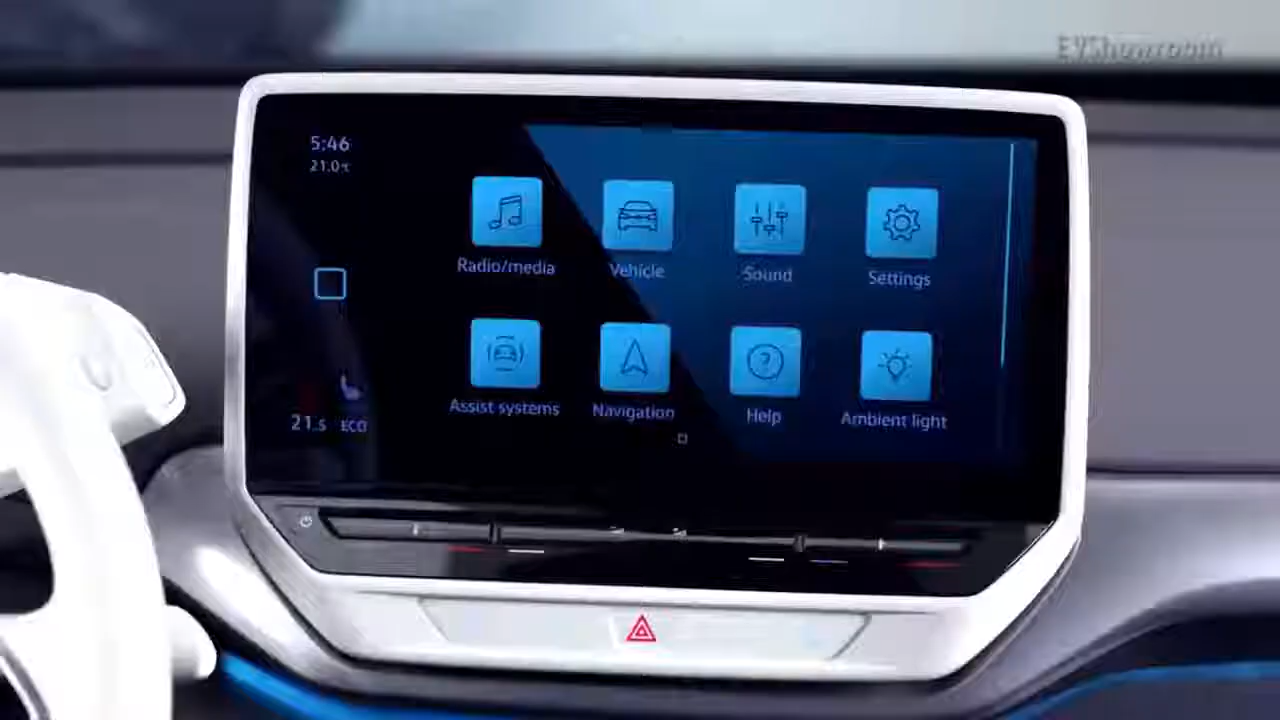 EVShowroom
5:46
21.0℃
Radio/media
Vehicle
Sound
Settings
Assist systems
Navigation
Help
Ambient light
21.5 ECO